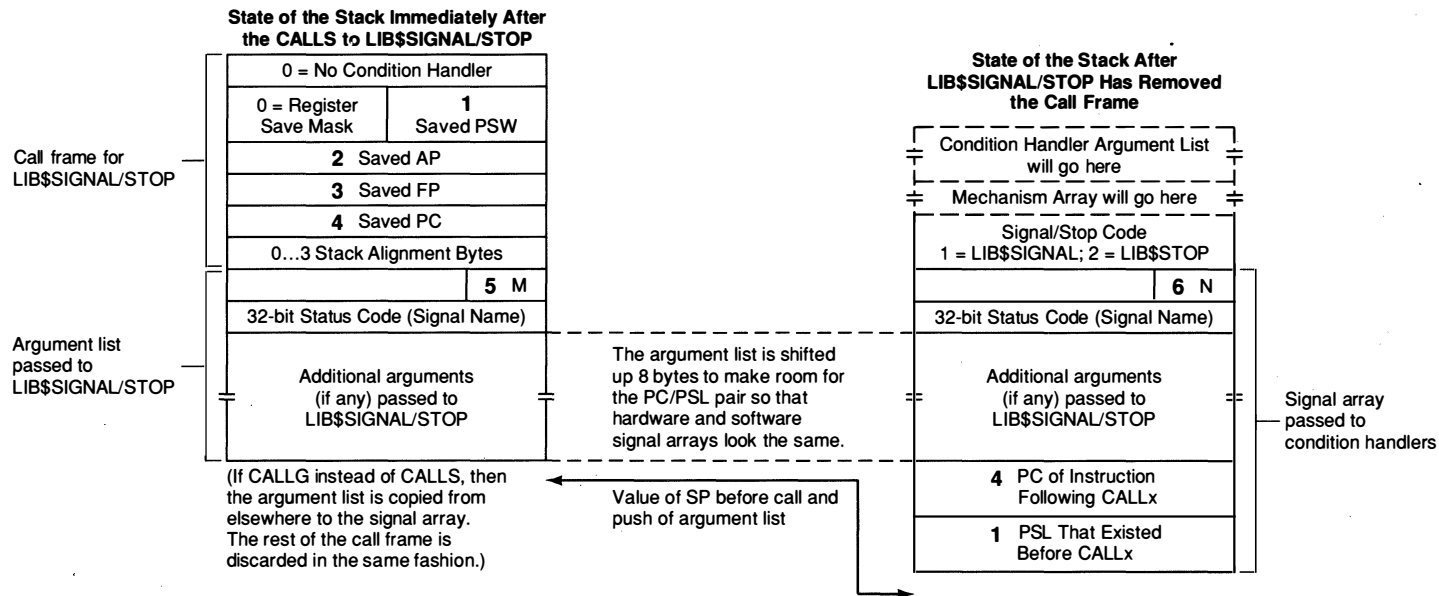 State of the Stack Immediately After
the CALLS to LIB$SIGNAL/STOP
0 = No Condition Handler
0 = Register
Save Mask
1
Saved PSW
2 Saved AP
3 Saved FP
4 Saved PC
0...3 Stack Alignment Bytes
5 M
32-bit Status Code (Signal Name)
Additional arguments
(if any) passed to
LIB$SIGNAL/STOP
Call frame for
LIB$SIGNAL/STOP
Argument list
passed to
LIB$SIGNAL/STOP
(If CALLG instead of CALLS, then
the argument list is copied from
elsewhere to the signal array.
The rest of the call frame is
discarded in the same fashion.)
The argument list is shifted
up 8 bytes to make room for
the PC/PSL pair so that
hardware and software
signal arrays look the same.
Value of SP before call and
push of argument list
State of the Stack After
LIB$SIGNAL/STOP Has Removed
the Call Frame
Condition Handler Argument List
will go here
Mechanism Array will go here
Signal/Stop Code
1 = LIB$SIGNAL; 2 = LIB$STOP
6 N
32-bit Status Code (Signal Name)
Additional arguments
(if any) passed to
LIB$SIGNAL/STOP
4 PC of Instruction
Following CALLx
1 PSL That Existed
Before CALLx
Signal array
passed to
condition handlers